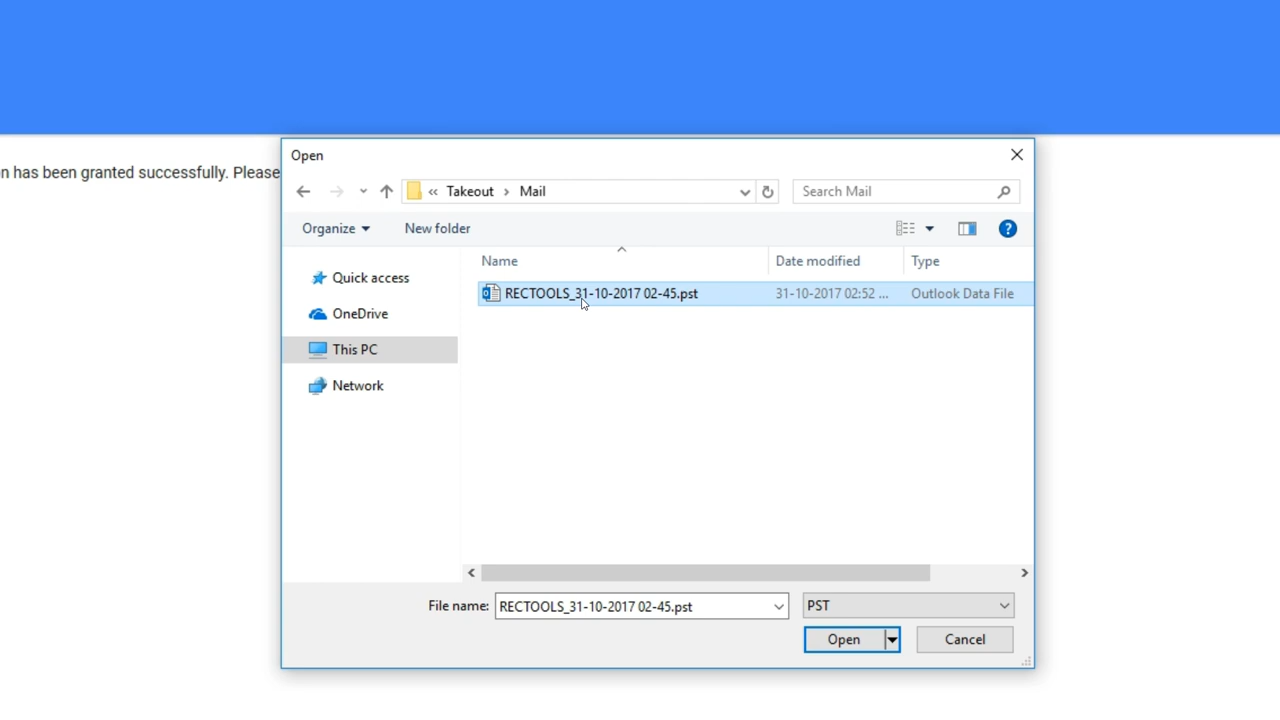 Open
n has been granted successfully. Please
« Takeout > Mail
Search Mail
Organize
New folder
Name
Date modified
Type
Quick access
RECTOOLS_31-10-2017 02-45.pst
31-10-2017 02:52 ...
Outlook Data File
OneDrive
This PC
Network
File name:
RECTOOLS_31-10-2017 02-45.pst
PST
Open
Cancel